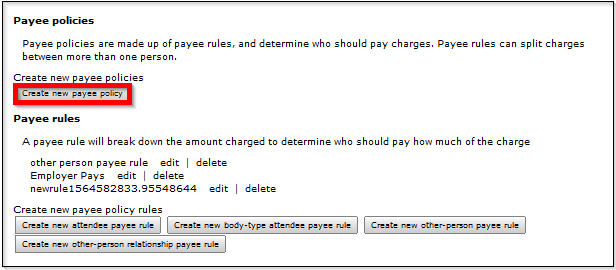 Payee policies
Payee policies are made up of payee rules, and determine who should pay charges. Payee rules can split charges
between more than one person.
Create new payee policies
Create new payee policy
Payee rules
A payee rule will break down the amount charged to determine who should pay how much of the charge
other person payee rule edit | delete
Employer Pays edit | delete
newrule1564582833.95548644 edit | delete
Create new payee policy rules
Create new attendee payee rule Create new body-type attendee payee rule Create new other-person payee rule
Create new other-person relationship payee rule